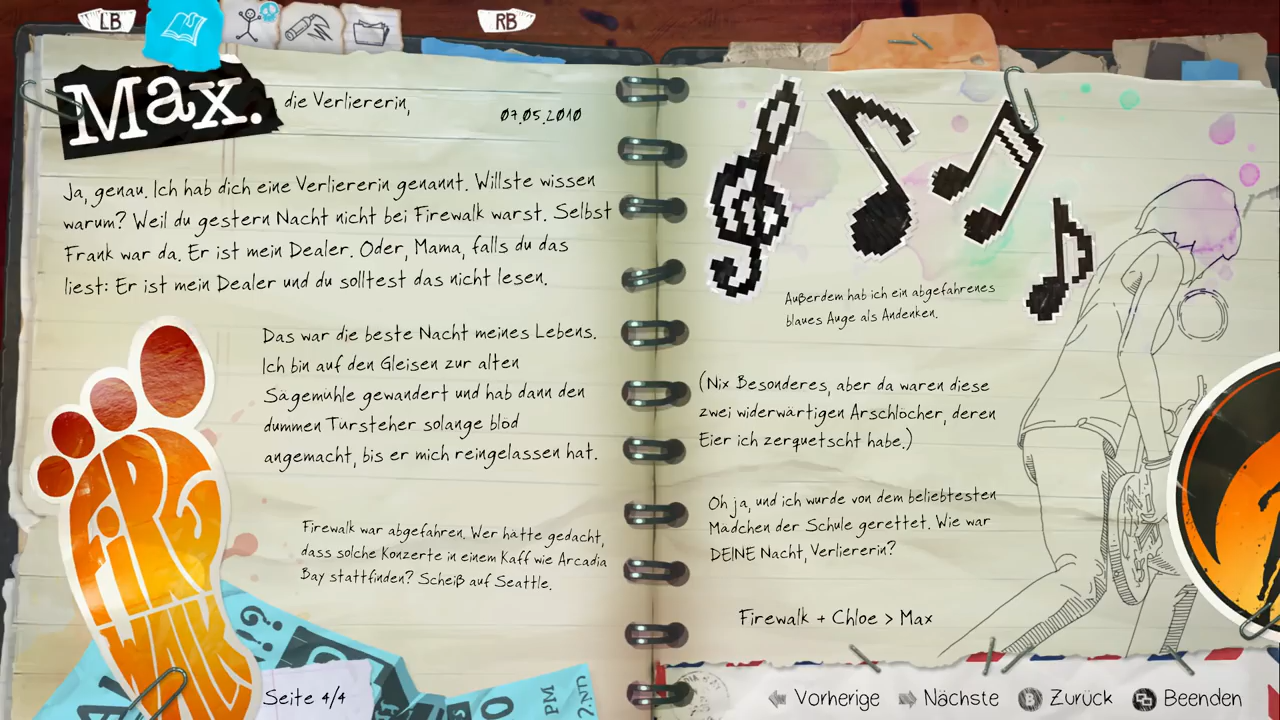 LB
RB
Max.
die Verliererin,
07.05.2010
Ja, genau. Ich hab dich eine Verliererin genannt. Willste wissen
warum? Weil du gestern Nacht nicht bei Firewalk warst. Selbst
Frank war da. Er ist mein Dealer. Oder, Mama, falls du das
liest: Er ist mein Dealer und du solltest das nicht lesen.
Das war die beste Nacht meines Lebens.
Ich bin auf den Gleisen zur alten
Sägemühle gewandert und hab dann den
dummen Türsteher solange blöd
angemacht, bis er mich reingelassen hat.
Firewalk war abgefahren. Wer hätte gedacht,
dass solche Konzerte in einem Kaff wie Arcadia
Bay stattfinden? Scheiß auf Seattle.
FIRE
WALK
PM
Seite 4/4
Außerdem hab ich ein abgefahrenes
blaues Auge als Andenken.
(Nix Besonderes, aber da waren diese
zwei widerwärtigen Arschlöcher, deren
Eier ich zerquetscht habe.)
Oh ja, und ich wurde von dem beliebtesten
Mädchen der Schule gerettet. Wie war
DEINE Nacht, Verliererin?
Firewalk + Chloe > Max
Vorherige
Nächste
B Zurück
Beenden